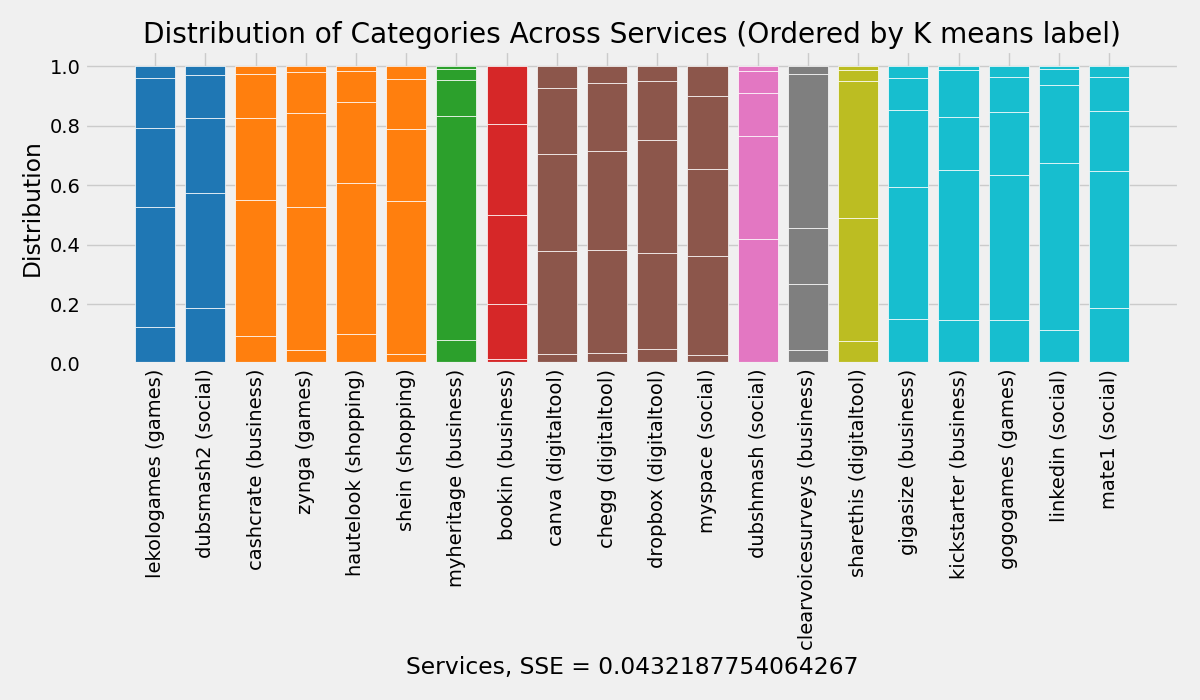 Distribution of Categories Across Services (Ordered by K means label)
Distribution
1.0
0.8
0.6
0.4
0.2
0.0
lekologames (games)
dubsmash2 (social)
cashcrate (business)
zynga (games)
hautelook (shopping)
shein (shopping)
myheritage (business)
bookin (business)
canva (digitaltool)
chegg (digitaltool)
dropbox (digitaltool)
myspace (social)
dubshmash (social)
clearvoicesurveys (business)
sharethis (digitaltool)
gigasize (business)
kickstarter (business)
gogogames (games)
linkedin (social)
mate1 (social)
Services, SSE = 0.0432187754064267